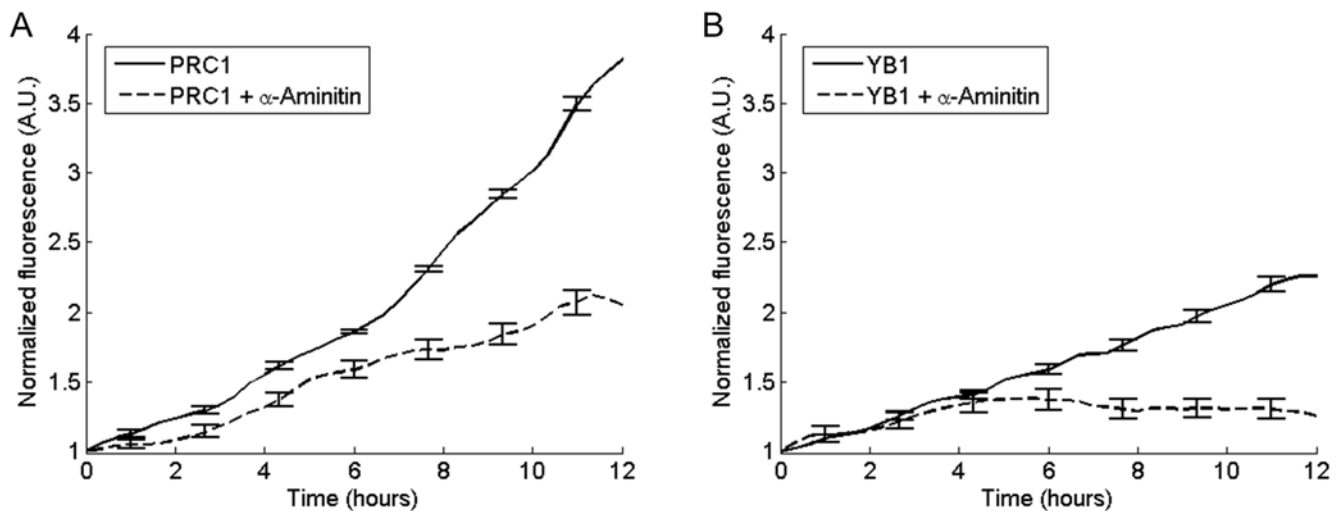 A
PRC1
PRC1 + α-Aminitin
Normalized fluorescence (A.U.)
4
3.5
3
2.5
2
1.5
1
0 2 4 6 8 10 12
Time (hours)
B
YB1
YB1 + α-Aminitin
Normalized fluorescence (A.U.)
4
3.5
3
2.5
2
1.5
1
0 2 4 6 8 10 12
Time (hours)